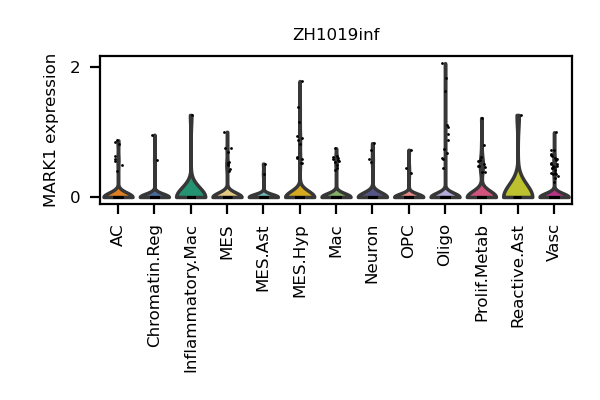 ZH1019inf
MARK1 expression
2
0
AC
Chromatin.Reg
Inflammatory.Mac
MES
MES.Ast
MES.Hyp
Mac
Neuron
OPC
Oligo
Prolif.Metab
Reactive.Ast
Vasc